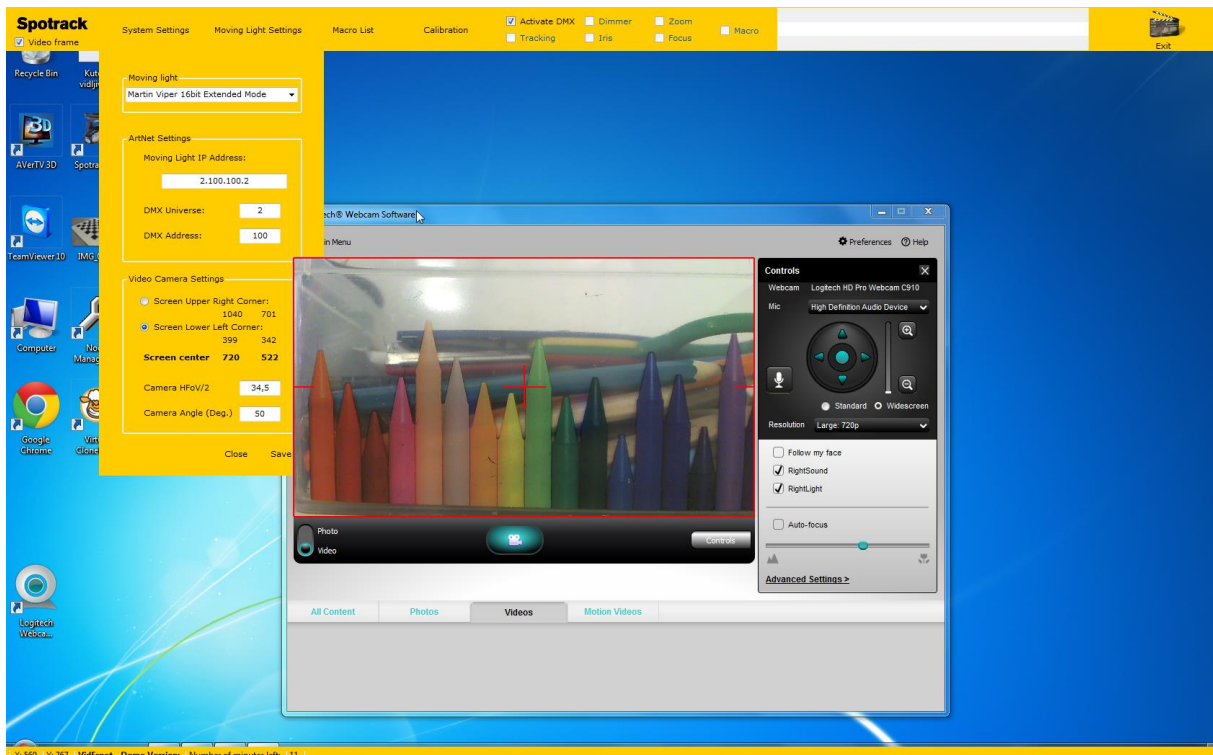 Spotrack
Video frame
System Settings
Moving Light Settings
Macro List
Calibration
Activate DMX
Dimmer
Zoom
Tracking
Iris
Focus
Macro
Exit
Recycle Bin
AVerTV 3D
TeamViewer 10
Computer
Google Chrome
Logitech
Webca...
Moving light
Martin Viper 16bit Extended Mode
ArtNet Settings
Moving Light IP Address:
2.100.100.2
DMX Universe: 2
DMX Address: 100
Video Camera Settings
Screen Upper Right Corner:
1040 701
Screen Lower Left Corner:
399 342
Screen center 720 522
Camera HFoV/2 34,5
Camera Angle (Deg.) 50
Close Save
ech® Webcam Software
in Menu
Preferences
Help
Controls
Webcam Logitech HD Pro Webcam C910
Mic High Definition Audio Device
Standard Widescreen
Resolution Large: 720p
Follow my face
RightSound
RightLight
Auto-focus
Advanced Settings >
Photo
Video
Controls
All Content
Photos
Videos
Motion Videos